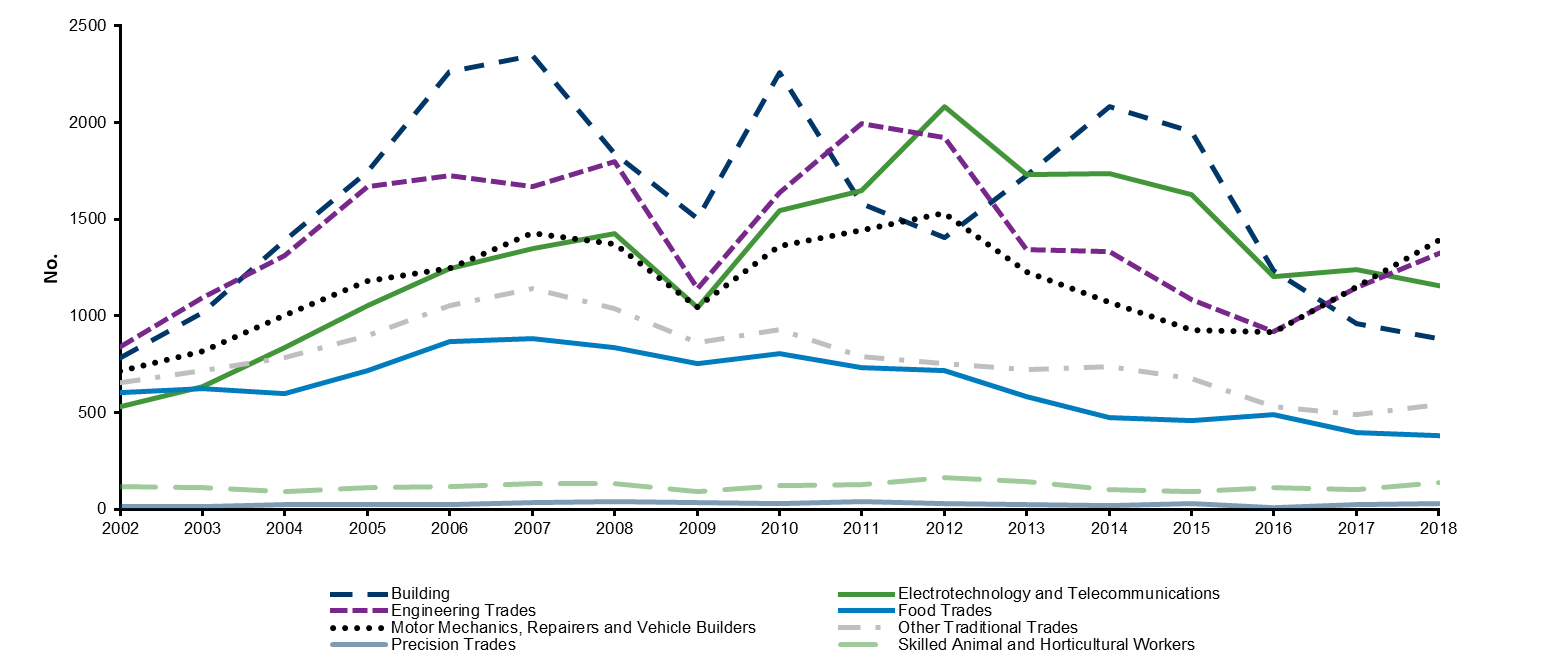 2500
2000
1500
1000
500
0
No.
2002 2003 2004 2005 2006 2007 2008 2009 2010 2011 2012 2013 2014 2015 2016 2017 2018
Building
Electrotechnology and Telecommunications
Engineering Trades
Food Trades
Motor Mechanics, Repairers and Vehicle Builders
Other Traditional Trades
Precision Trades
Skilled Animal and Horticultural Workers